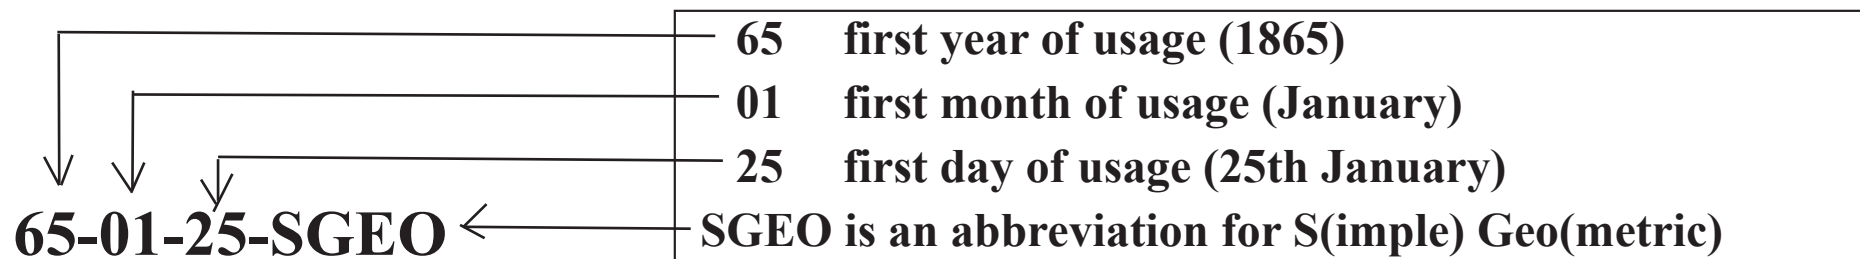 65 first year of usage (1865)
01 first month of usage (January)
25 first day of usage (25th January)
65-01-25-SGEO
SGEO is an abbreviation for S(imple) Geo(metric)